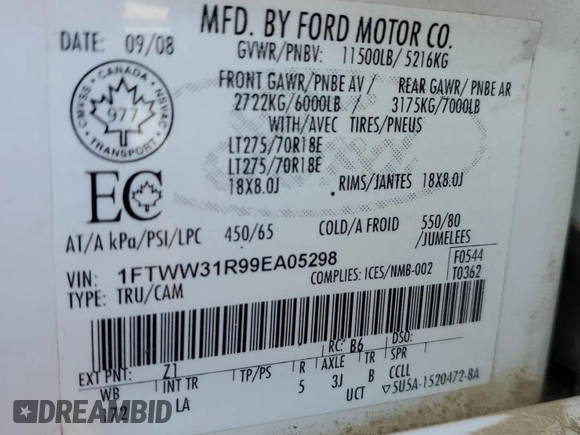 MFD. BY FORD MOTOR CO.
DATE: 09/08
GVWR/PNBV: 11500LB/ 5216KG
FRONT GAWR/PNBE AV / REAR GAWR/ PNBE AR
2722KG/6000LB 3175KG/7000LB
WITH/AVEC TIRES/PNEUS
LT275/70R18E
LT275/70R18E
18X8.0J RIMS/JANTES 18X8.0J
CANADA
CMVSS NSVAC
977
TRANSPORT
EC
AT/A kPa/PSI/LPC 450/65 COLD/A FROID 550/80
/JUMELEES
VIN: 1FTWW31R99EA05298 COMPLIES: ICES/NMB-002 F0544
TYPE: TRU/CAM T0362
EXT PNT: Z1 RC: B6 DSO:
WB INT TR TP/PS R AXLE TR SPR
172 LA 5 3J B CCLL
UCT ▽5U5A-1520472-BA
DREAMBID